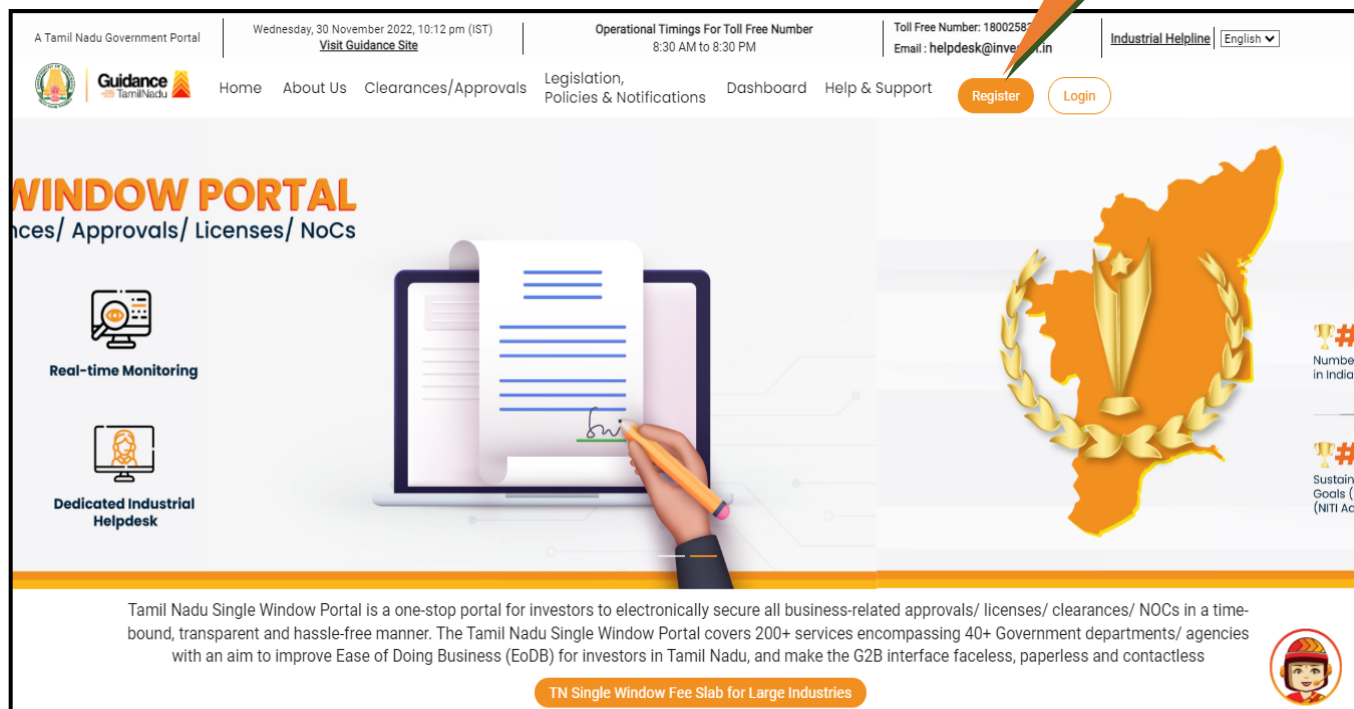 A Tamil Nadu Government Portal
Wednesday, 30 November 2022, 10:12 pm (IST)
Visit Guidance Site
Operational Timings For Toll Free Number
8:30 AM to 8:30 PM
Toll Free Number:
Email : 
Industrial Helpline
English
Guidance
TamilNadu
Home
About Us
Clearances/Approvals
Legislation,
Policies & Notifications
Dashboard
Help & Support
Register
Login
WINDOW PORTAL
Approvals/ Licenses/ NoCs
Real-time Monitoring
Dedicated Industrial
Helpdesk
#
in India
#
Goals (
(NITI
Tamil Nadu Single Window Portal is a one-stop portal for investors to electronically secure all business-related approvals/ licenses/ clearances/ NOCs in a time-
bound, transparent and hassle-free manner. The Tamil Nadu Single Window Portal covers 200+ services encompassing 40+ Government departments/ agencies
with an aim to improve Ease of Doing Business (EoDB) for investors in Tamil Nadu, and make the G2B interface faceless, paperless and contactless
TN Single Window Fee Slab for Large Industries